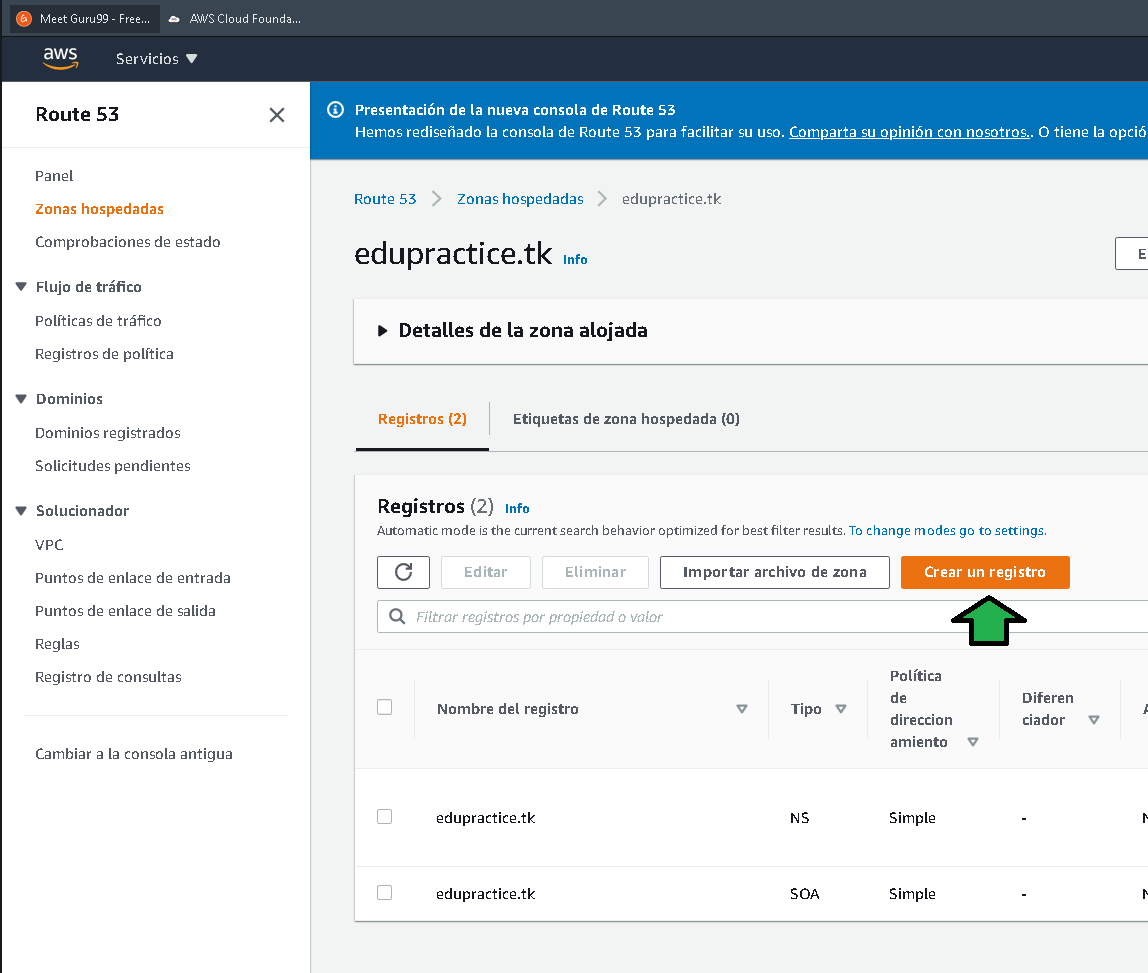 Meet Guru99 - Free...
AWS Cloud Founda...
aws
Servicios
Route 53
Panel
Zonas hospedadas
Comprobaciones de estado
Flujo de tráfico
Políticas de tráfico
Registros de política
Dominios
Dominios registrados
Solicitudes pendientes
Solucionador
VPC
Puntos de enlace de entrada
Puntos de enlace de salida
Reglas
Registro de consultas
Cambiar a la consola antigua
Presentación de la nueva consola de Route 53
Hemos rediseñado la consola de Route 53 para facilitar su uso. Comparta su opinión con nosotros.. O tiene la opció
Route 53 > Zonas hospedadas > edupractice.tk
edupractice.tk Info
E
Detalles de la zona alojada
Registros (2)
Etiquetas de zona hospedada (0)
Registros (2) Info
Automatic mode is the current search behavior optimized for best filter results. To change modes go to settings.
Editar
Eliminar
Importar archivo de zona
Crear un registro
Filtrar registros por propiedad o valor
Nombre del registro
Tipo
Política
de
direccion
amiento
Diferen
ciador
edupractice.tk NS Simple -
edupractice.tk SOA Simple -